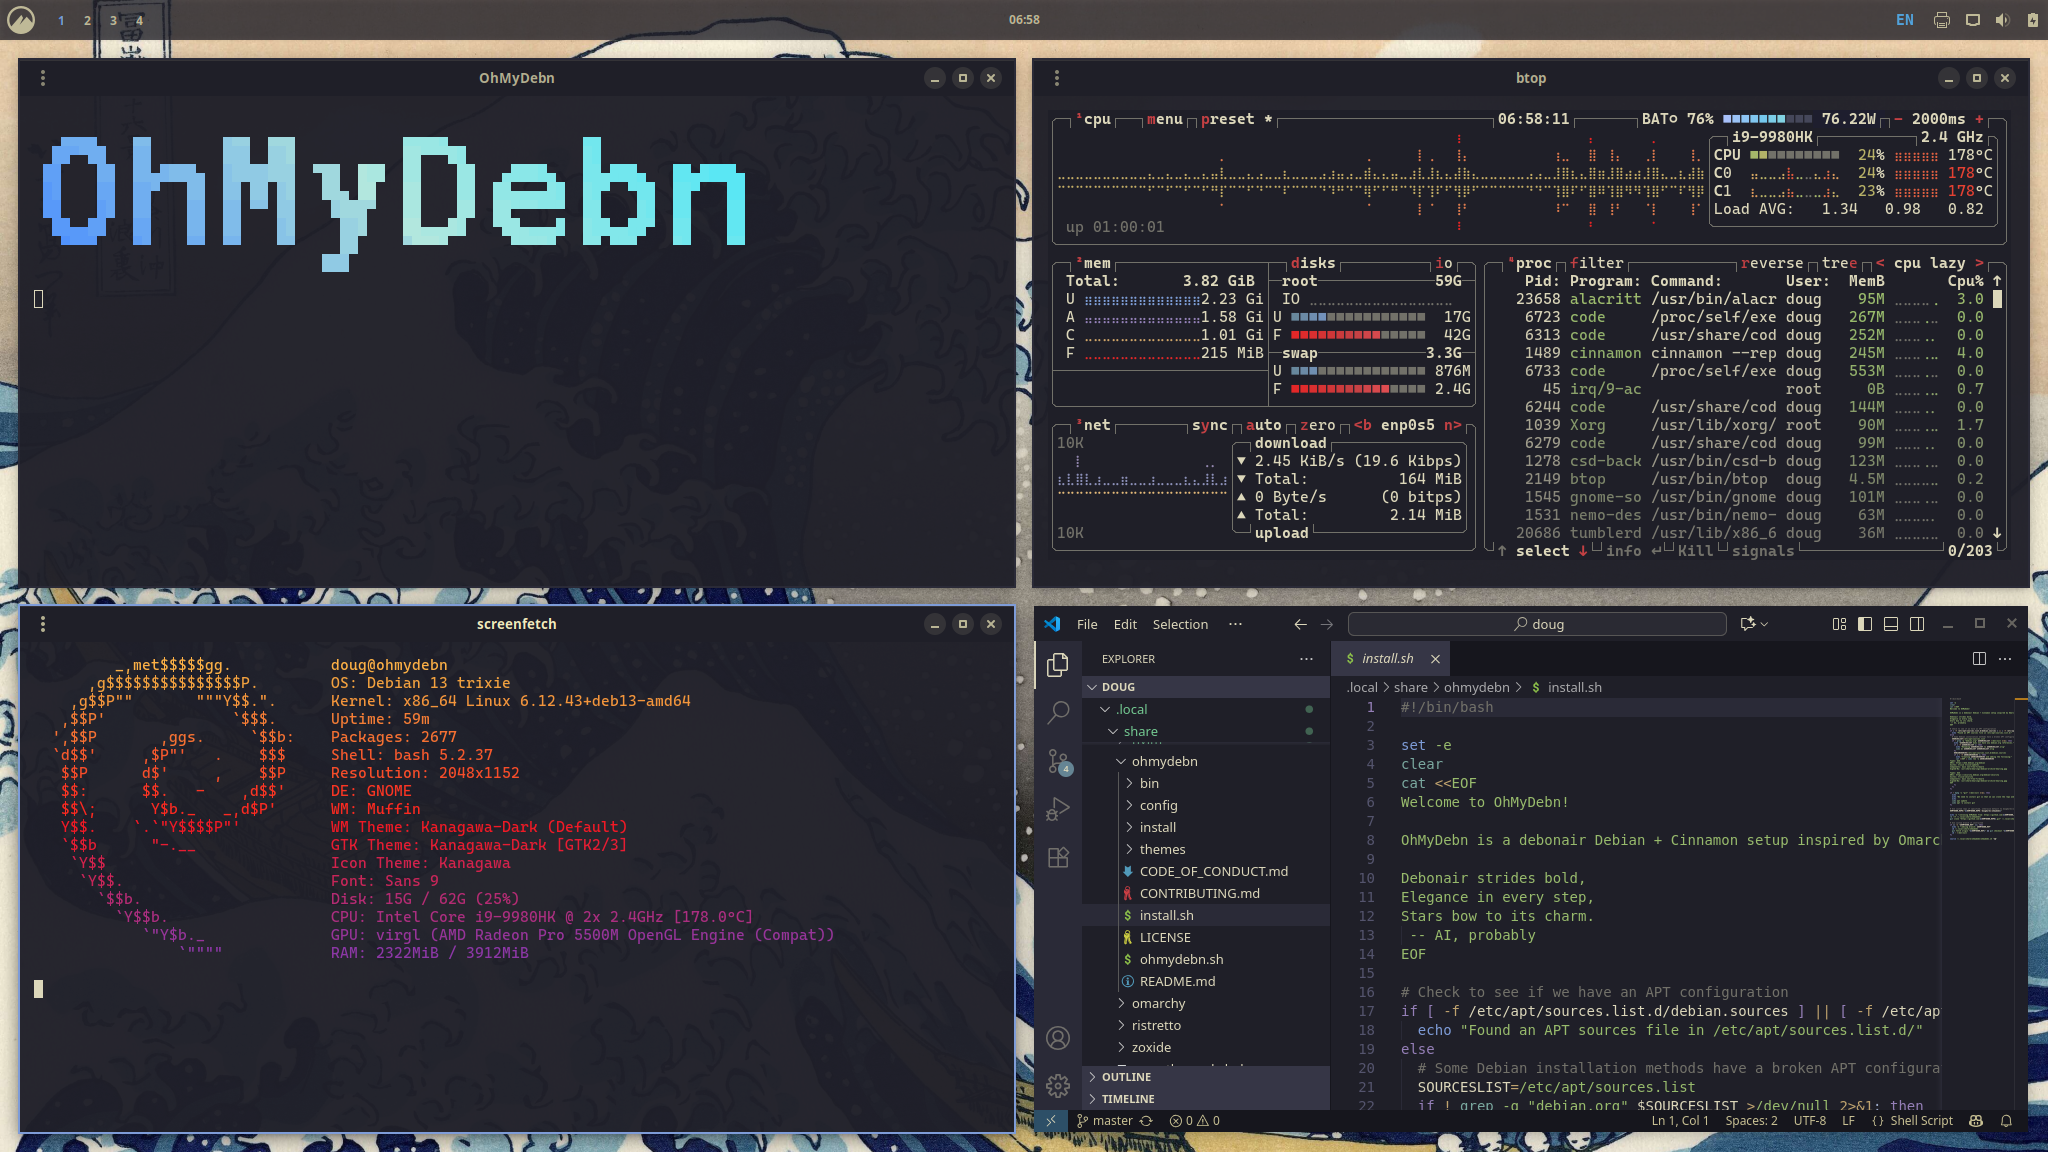 1 2 3 4
06:58
EN
OhMyDebn
OhMyDebn
btop
¹cpu menu preset * 06:58:11 BAT 76% 76.22W - 2000ms +
i9-9980HK 2.4 GHz
CPU 24% 178°C
C0 24% 178°C
C1 23% 178°C
Load AVG: 1.34 0.98 0.82
up 01:00:01
²mem
Total: 3.82 GiB
U 2.23 Gi
A 1.58 Gi
C 1.01 Gi
F 215 MiB
disks io
root 59G
IO
U 17G
F 42G
swap 3.3G
U 876M
F 2.4G
³net sync auto zero <b enp0s5 n>
10K
download
▼ 2.45 KiB/s (19.6 Kibps)
▼ Total: 164 MiB
▲ 0 Byte/s (0 bitps)
▲ Total: 2.14 MiB
upload
10K
⁴proc filter reverse tree < cpu lazy >
Pid: Program: Command: User: MemB Cpu% ↑
23658 alacritt /usr/bin/alacr doug 95M 3.0
6723 code /proc/self/exe doug 267M 0.0
6313 code /usr/share/cod doug 252M 0.0
1489 cinnamon cinnamon --rep doug 245M 4.0
6733 code /proc/self/exe doug 553M 0.0
45 irq/9-ac root 0B 0.7
6244 code /usr/share/cod doug 144M 0.0
1039 Xorg /usr/lib/xorg/ root 90M 1.7
6279 code /usr/share/cod doug 99M 0.0
1278 csd-back /usr/bin/csd-b doug 123M 0.0
2149 btop /usr/bin/btop doug 4.5M 0.2
1545 gnome-so /usr/bin/gnome doug 101M 0.0
1531 nemo-des /usr/bin/nemo- doug 63M 0.0
20686 tumblerd /usr/lib/x86_6 doug 36M 0.0 ↓
↑ select ↓ info ↵ Kill signals 0/203
screenfetch
_,met$$$$$gg.
,g$$$$$$$$$$$$$$$P.
,g$$P"" """Y$$.".
,$$P' `$$$.
',$$P ,ggs. `$$b:
`d$$' ,$P"' . $$$
$$P d$' , $$P
$$: $$. - ,d$$'
$$\; Y$b._ _,d$P'
Y$$. `.`"Y$$$$P"'
`$$b "-.__
`Y$$
`Y$$.
`$$b.
`Y$$b.
`"Y$b._
`""""
doug@ohmydebn
OS: Debian 13 trixie
Kernel: x86_64 Linux 6.12.43+deb13-amd64
Uptime: 59m
Packages: 2677
Shell: bash 5.2.37
Resolution: 2048x1152
DE: GNOME
WM: Muffin
WM Theme: Kanagawa-Dark (Default)
GTK Theme: Kanagawa-Dark [GTK2/3]
Icon Theme: Kanagawa
Font: Sans 9
Disk: 15G / 62G (25%)
CPU: Intel Core i9-9980HK @ 2x 2.4GHz [178.0°C]
GPU: virgl (AMD Radeon Pro 5500M OpenGL Engine (Compat))
RAM: 2322MiB / 3912MiB
File Edit Selection ···
doug
EXPLORER ···
DOUG
.local
share
ohmydebn
bin
config
install
themes
CODE_OF_CONDUCT.md
CONTRIBUTING.md
$ install.sh
LICENSE
$ ohmydebn.sh
README.md
omarchy
ristretto
zoxide
OUTLINE
TIMELINE
4
$ install.sh
.local > share > ohmydebn > $ install.sh
1 #!/bin/bash
2
3 set -e
4 clear
5 cat <<EOF
6 Welcome to OhMyDebn!
7
8 OhMyDebn is a debonair Debian + Cinnamon setup inspired by Omarc
9
10 Debonair strides bold,
11 Elegance in every step,
12 Stars bow to its charm.
13 -- AI, probably
14 EOF
15
16 # Check to see if we have an APT configuration
17 if [ -f /etc/apt/sources.list.d/debian.sources ] || [ -f /etc/ap
18 echo "Found an APT sources file in /etc/apt/sources.list.d/"
19 else
20 # Some Debian installation methods have a broken APT configura
21 SOURCESLIST=/etc/apt/sources.list
22 if ! grep -q "debian.org" $SOURCESLIST >/dev/null 2>&1; then
master 0 0
Ln 1, Col 1 Spaces: 2 UTF-8 LF {} Shell Script